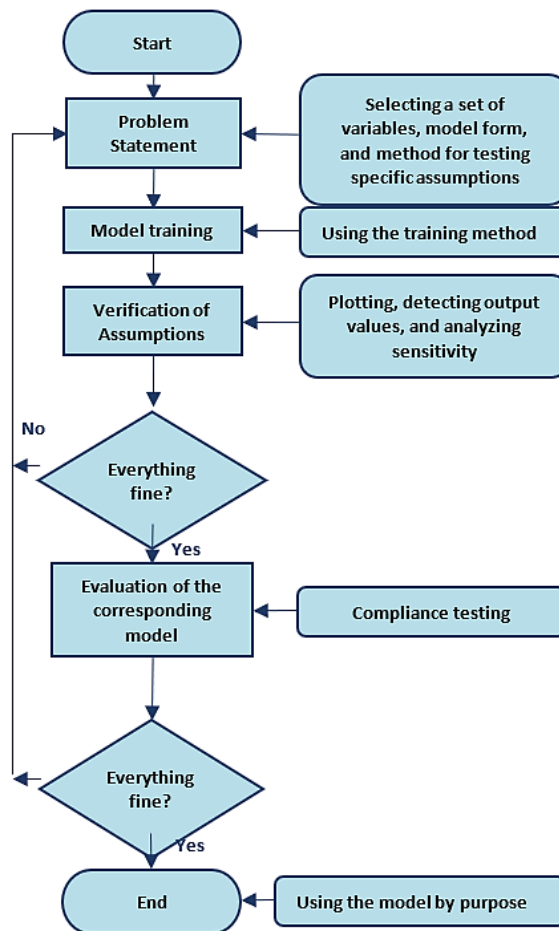 Start
Problem
Statement
Selecting a set of
variables, model form,
and method for testing
specific assumptions
Model training
Using the training method
Verification of
Assumptions
Plotting, detecting output
values, and analyzing
sensitivity
No
Everything
fine?
Yes
Evaluation of the
corresponding
model
Compliance testing
Everything
fine?
Yes
End
Using the model by purpose